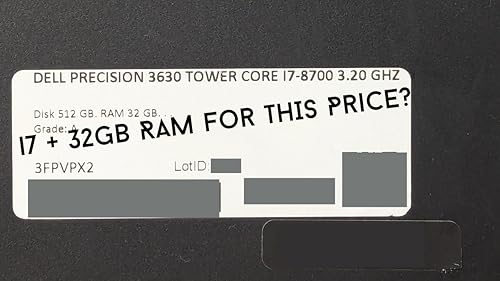 DELL PRECISION 3630 TOWER CORE I7-8700 3.20 GHZ
Disk 512 GB. RAM 32 GB. .
Grade: A
I7 + 32GB RAM FOR THIS PRICE?
3FPVPX2
LotID: